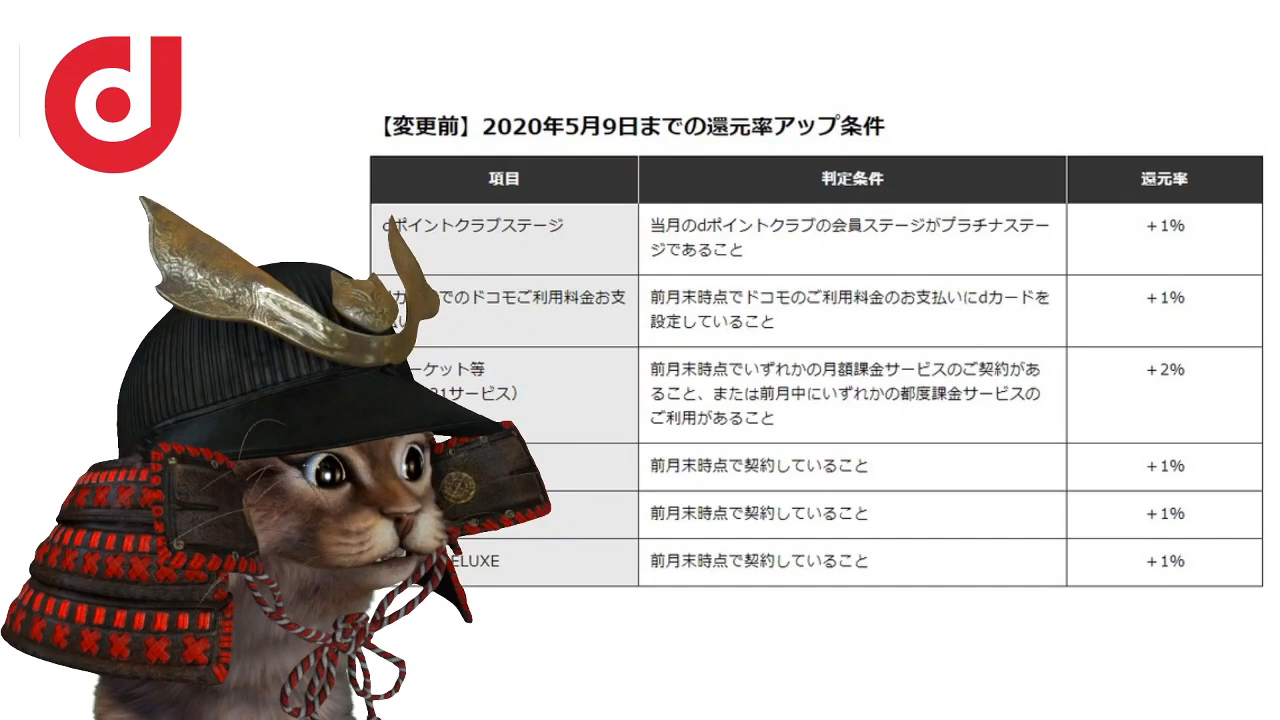 【変更前】2020年5月9日までの還元率アップ条件
項目
判定条件
還元率
dポイントクラブステージ
当月のdポイントクラブの会員ステージがプラチナステー
ジであること
+1%
でのドコモご利用料金お支
前月末時点でドコモのご利用料金のお支払いにdカードを
設定していること
+1%
ーケット等
21サービス）
前月末時点でいずれかの月額課金サービスのご契約があ
ること、または前月中にいずれかの都度課金サービスの
ご利用があること
+2%
前月末時点で契約していること
+1%
前月末時点で契約していること
+1%
ELUXE
前月末時点で契約していること
+1%